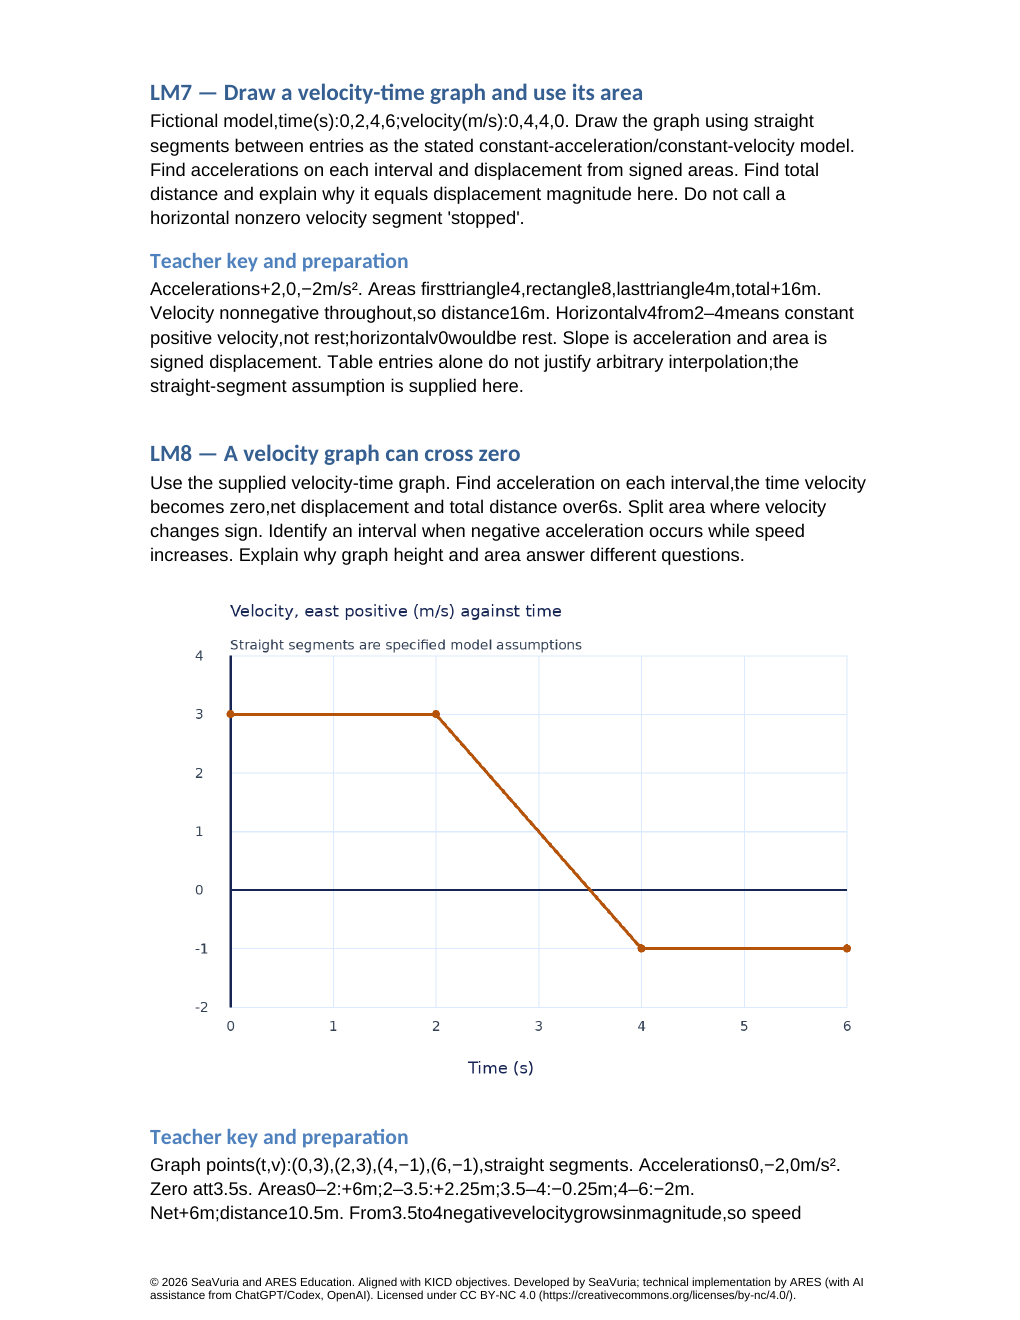 LM7 — Draw a velocity-time graph and use its area
Fictional model,time(s):0,2,4,6;velocity(m/s):0,4,4,0. Draw the graph using straight
segments between entries as the stated constant-acceleration/constant-velocity model.
Find accelerations on each interval and displacement from signed areas. Find total
distance and explain why it equals displacement magnitude here. Do not call a
horizontal nonzero velocity segment 'stopped'.
Teacher key and preparation
Accelerations+2,0,−2m/s². Areas firsttriangle4,rectangle8,lasttriangle4m,total+16m.
Velocity nonnegative throughout,so distance16m. Horizontalv4from2–4means constant
positive velocity,not rest;horizontalv0wouldbe rest. Slope is acceleration and area is
signed displacement. Table entries alone do not justify arbitrary interpolation;the
straight-segment assumption is supplied here.
LM8 — A velocity graph can cross zero
Use the supplied velocity-time graph. Find acceleration on each interval,the time velocity
becomes zero,net displacement and total distance over6s. Split area where velocity
changes sign. Identify an interval when negative acceleration occurs while speed
increases. Explain why graph height and area answer different questions.
Velocity, east positive (m/s) against time
Straight segments are specified model assumptions
4
3
2
1
0
-1
-2
0 1 2 3 4 5 6
Time (s)
Teacher key and preparation
Graph points(t,v):(0,3),(2,3),(4,−1),(6,−1),straight segments. Accelerations0,−2,0m/s².
Zero att3.5s. Areas0–2:+6m;2–3.5:+2.25m;3.5–4:−0.25m;4–6:−2m.
Net+6m;distance10.5m. From3.5to4negativevelocitygrowsinmagnitude,so speed
© 2026 SeaVuria and ARES Education. Aligned with KICD objectives. Developed by SeaVuria; technical implementation by ARES (with AI
assistance from ChatGPT/Codex, OpenAI). Licensed under CC BY-NC 4.0 (https://creativecommons.org/licenses/by-nc/4.0/).